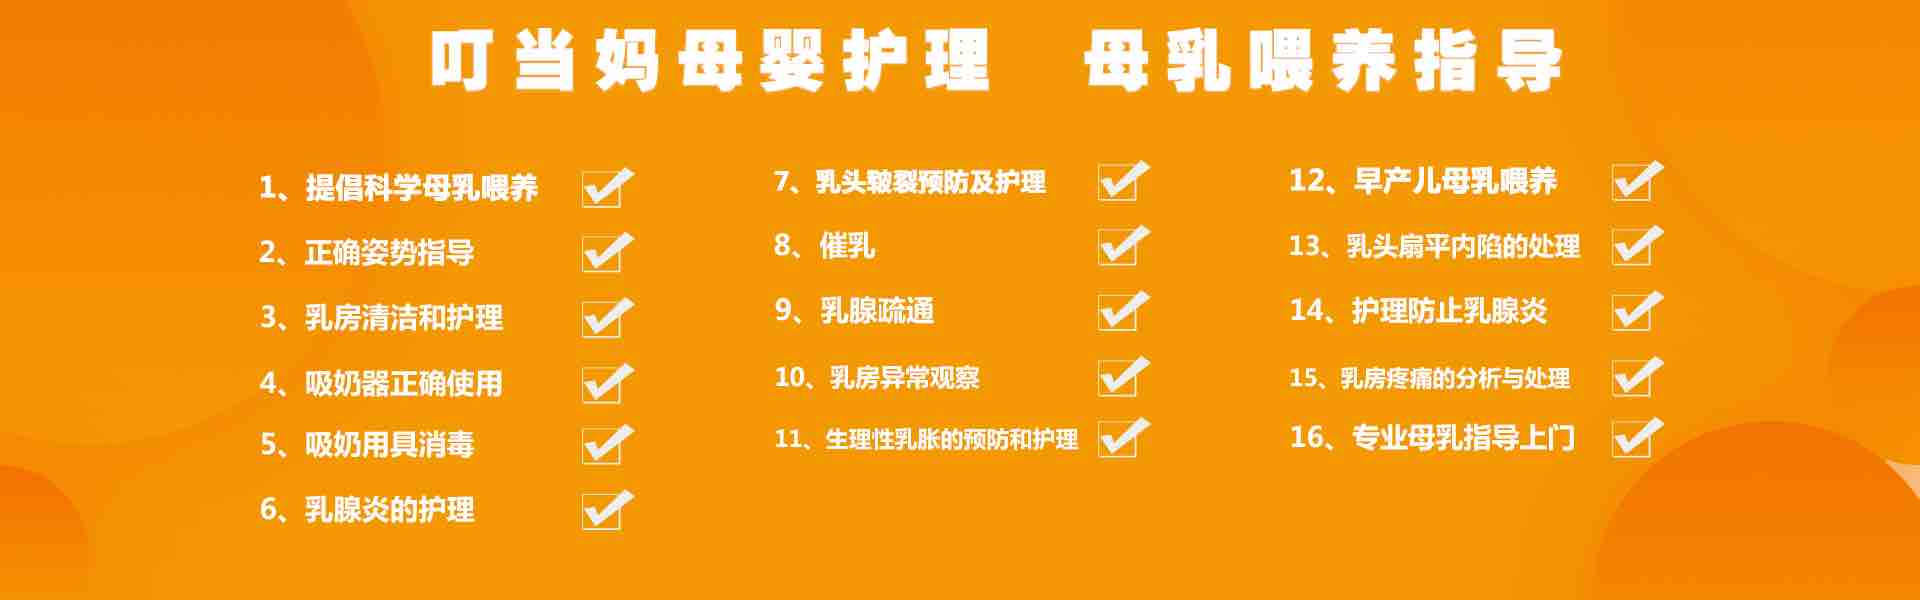 叮当妈母婴护理 母乳喂养指导
1、提倡科学母乳喂养
2、正确姿势指导
3、乳房清洁和护理
4、吸奶器正确使用
5、吸奶用具消毒
6、乳腺炎的护理
7、乳头皲裂预防及护理
8、催乳
9、乳腺疏通
10、乳房异常观察
11、生理性乳胀的预防和护理
12、早产儿母乳喂养
13、乳头扁平内陷的处理
14、护理防止乳腺炎
15、乳房疼痛的分析与处理
16、专业母乳指导上门